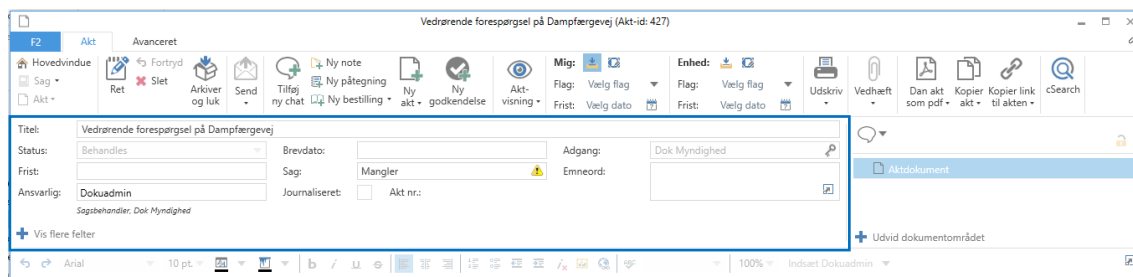 Vedrørende forespørgsel på Dampfærgevej (Akt-id: 427)
F2 Akt Avanceret
Hovedvindue Fortryd Ny note Mig: Enhed:
Sag Slet Ny påtegning Flag: Vælg flag Flag: Vælg flag
Akt Ny bestilling Frist: Vælg dato Frist: Vælg dato
Ret Arkiver og luk Send Tilføj ny chat Ny akt Ny godkendelse Akt-visning Udskriv Vedhæft Dan akt som pdf Kopier akt Kopier link til akten cSearch
Titel: Vedrørende forespørgsel på Dampfærgevej
Status: Behandles Brevdato: Adgang: Dok Myndighed
Frist: Sag: Mangler Emneord:
Aktdokument
Ansvarlig: Dokuadmin Journaliseret: Akt nr.:
Sagsbehandler, Dok Myndighed
Vis flere felter
Udvid dokumentområdet
Arial 10 pt. b i u 100% Indsæt Dokuadmin